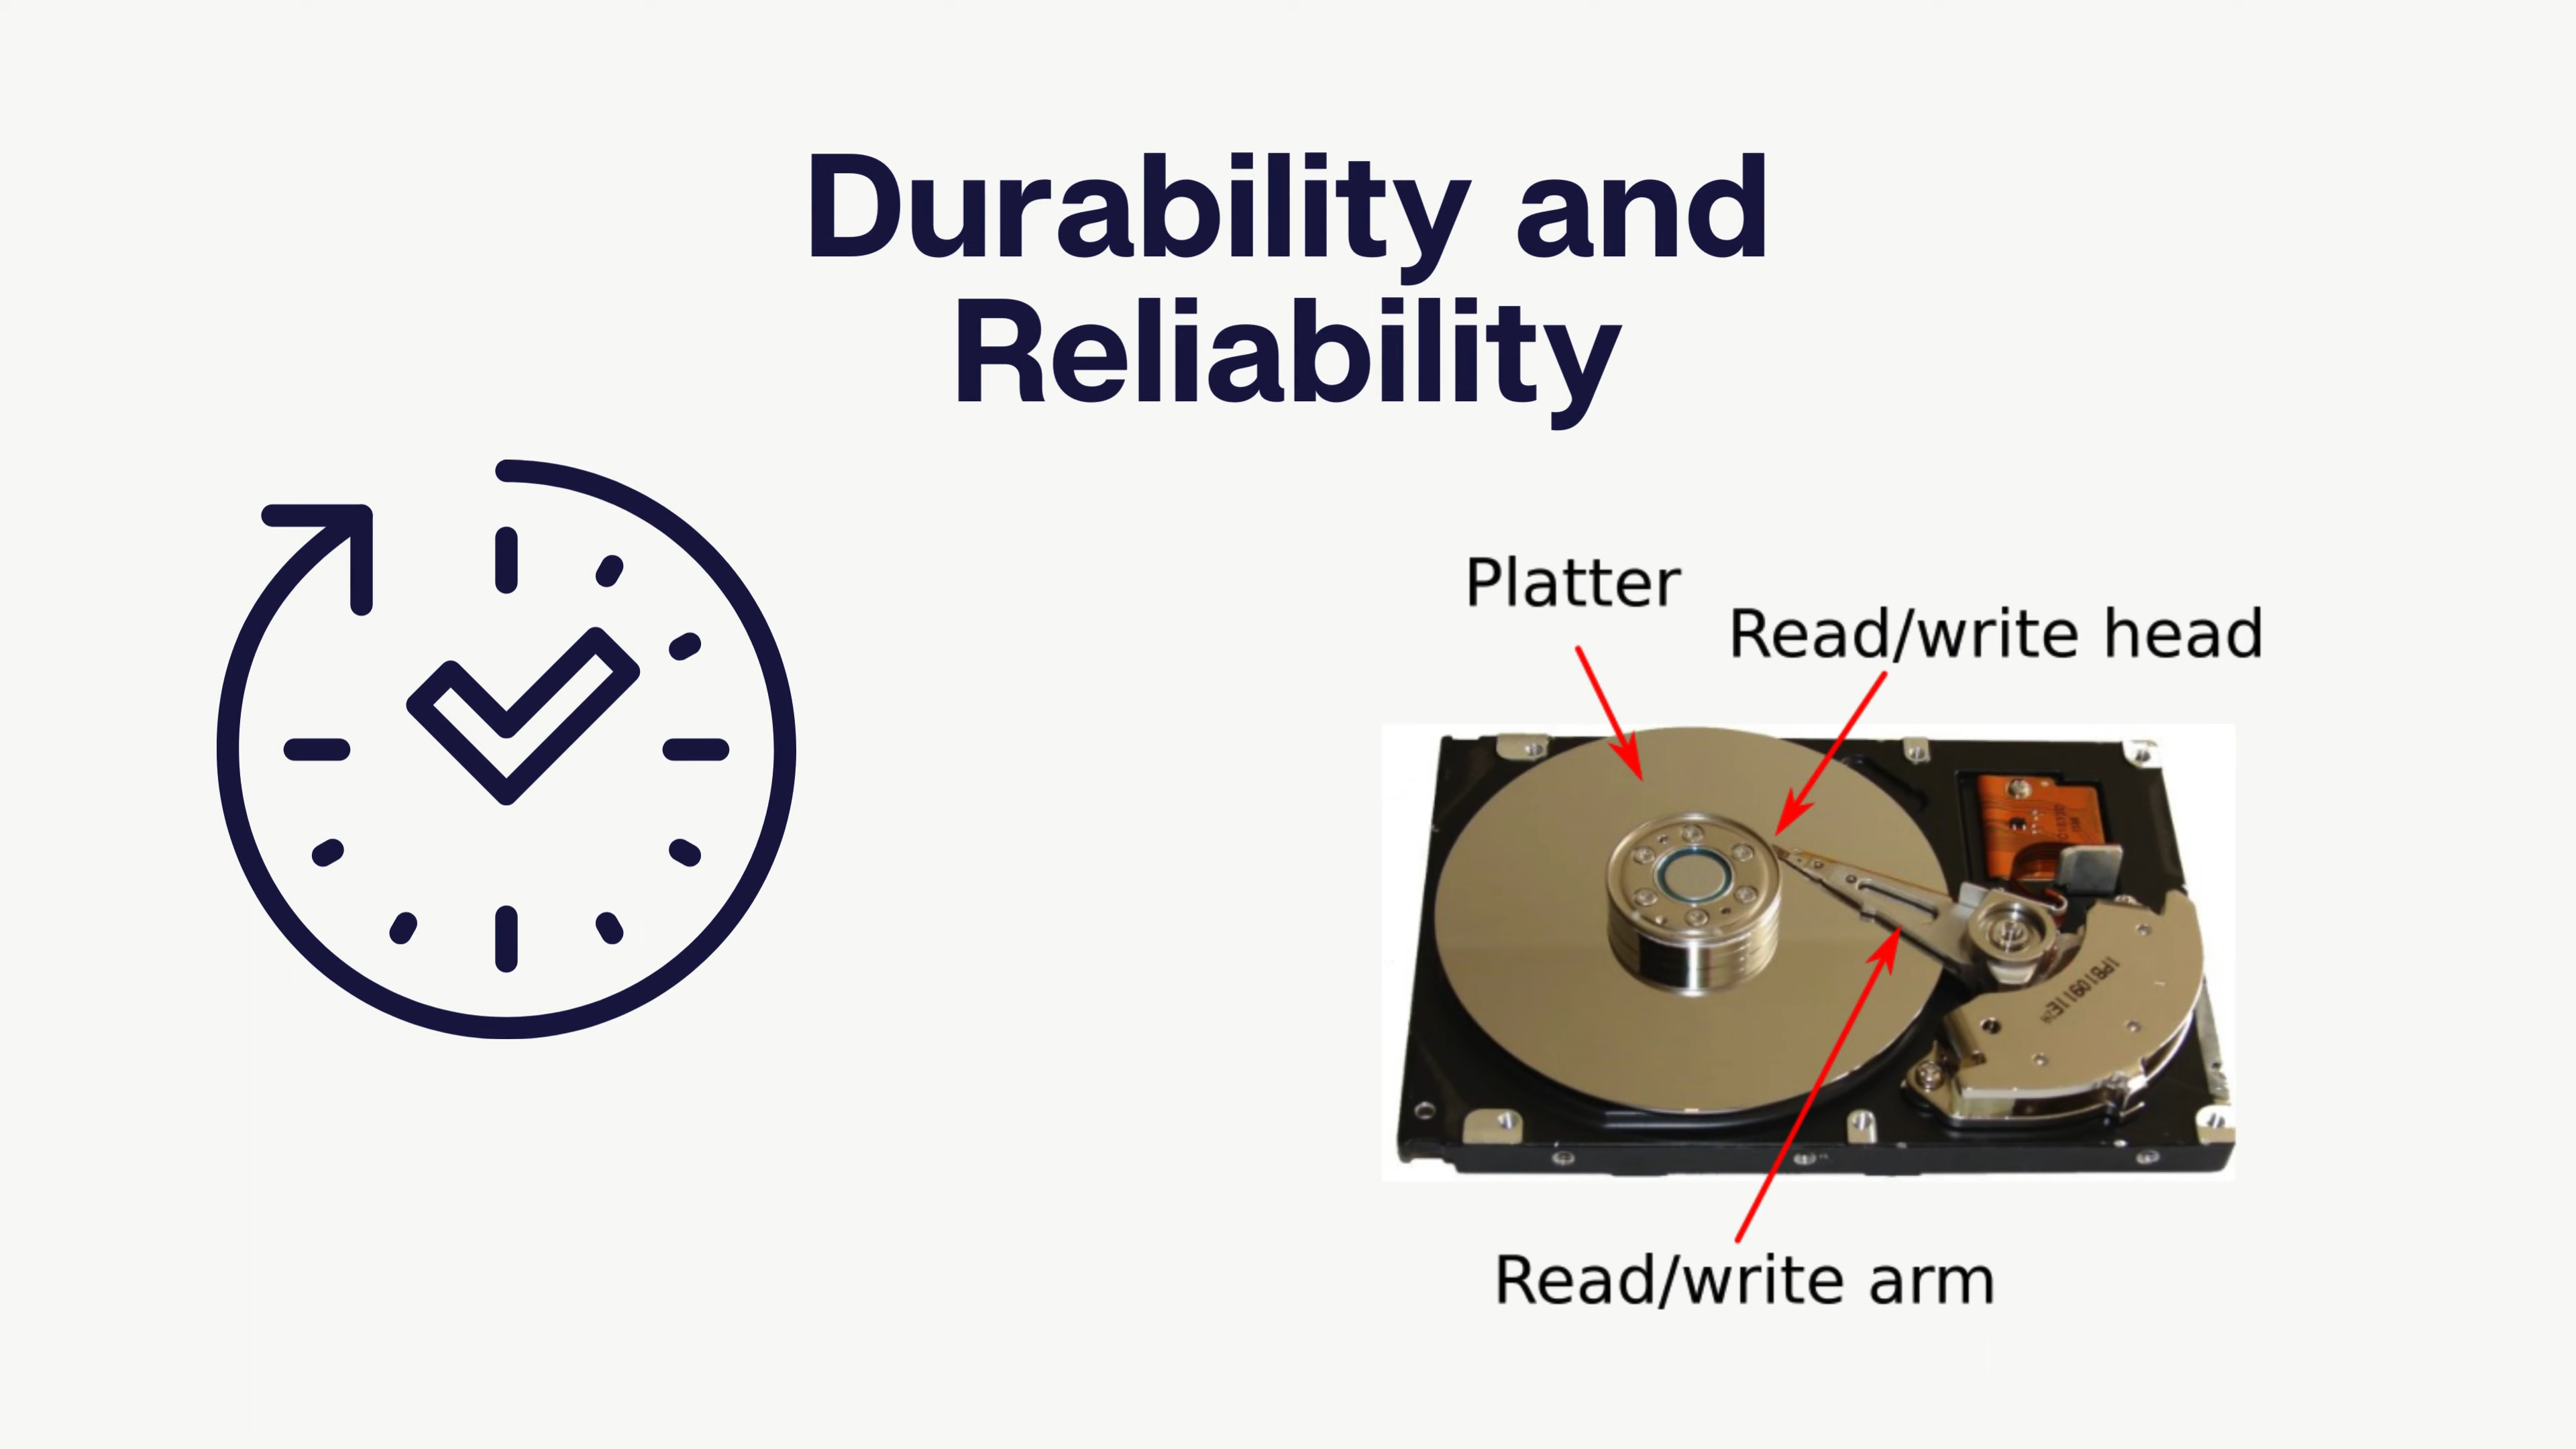 Durability and
Reliability
Platter
Read/write head
Read/write arm